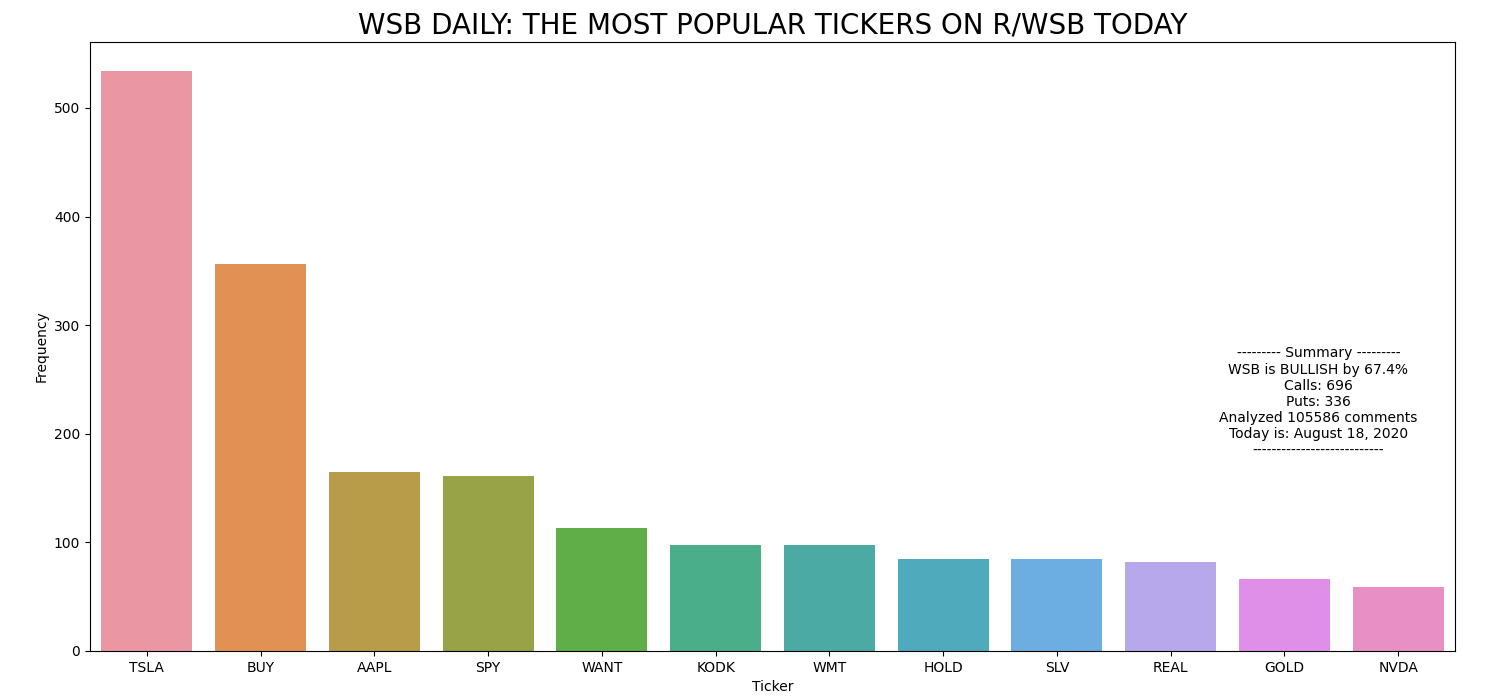 WSB DAILY: THE MOST POPULAR TICKERS ON R/WSB TODAY
500
400
300
200
100
0
Frequency
--------- Summary ---------
WSB is BULLISH by 67.4%
Calls: 696
Puts: 336
Analyzed 105586 comments
Today is: August 18, 2020
---------------------------
TSLA BUY AAPL SPY WANT KODK WMT HOLD SLV REAL GOLD NVDA
Ticker